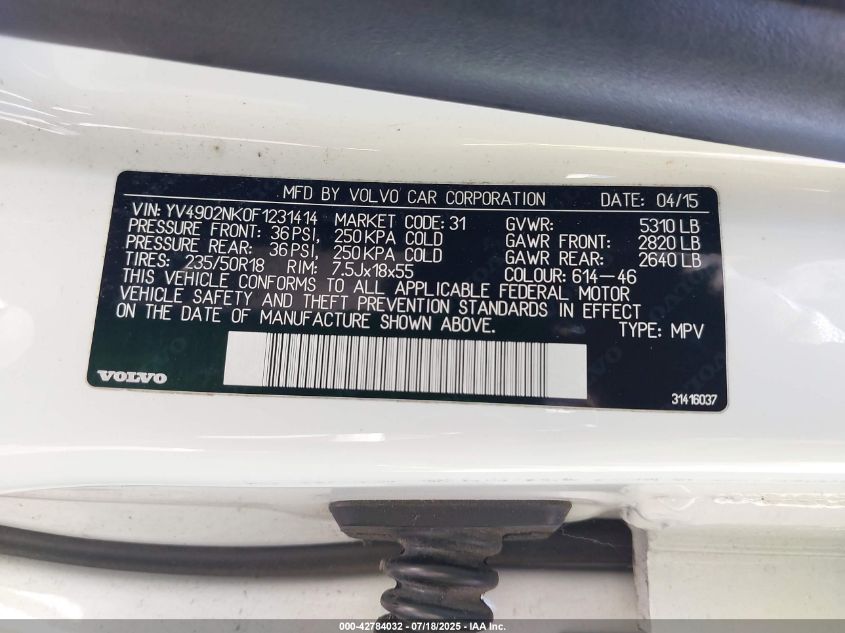 MFD BY VOLVO CAR CORPORATION DATE: 04/15
VIN: YV4902NK0F1231414 MARKET CODE: 31 GVWR: 5310 LB
PRESSURE FRONT: 36 PSI, 250 KPA COLD GAWR FRONT: 2820 LB
PRESSURE REAR: 36 PSI, 250 KPA COLD GAWR REAR: 2640 LB
TIRES: 235/50R18 RIM: 7.5Jx18x55 COLOUR: 614-46
THIS VEHICLE CONFORMS TO ALL APPLICABLE FEDERAL MOTOR
VEHICLE SAFETY AND THEFT PREVENTION STANDARDS IN EFFECT
ON THE DATE OF MANUFACTURE SHOWN ABOVE. TYPE: MPV
VOLVO 31416037
000-42784032 - 07/18/2025 - IAA Inc.